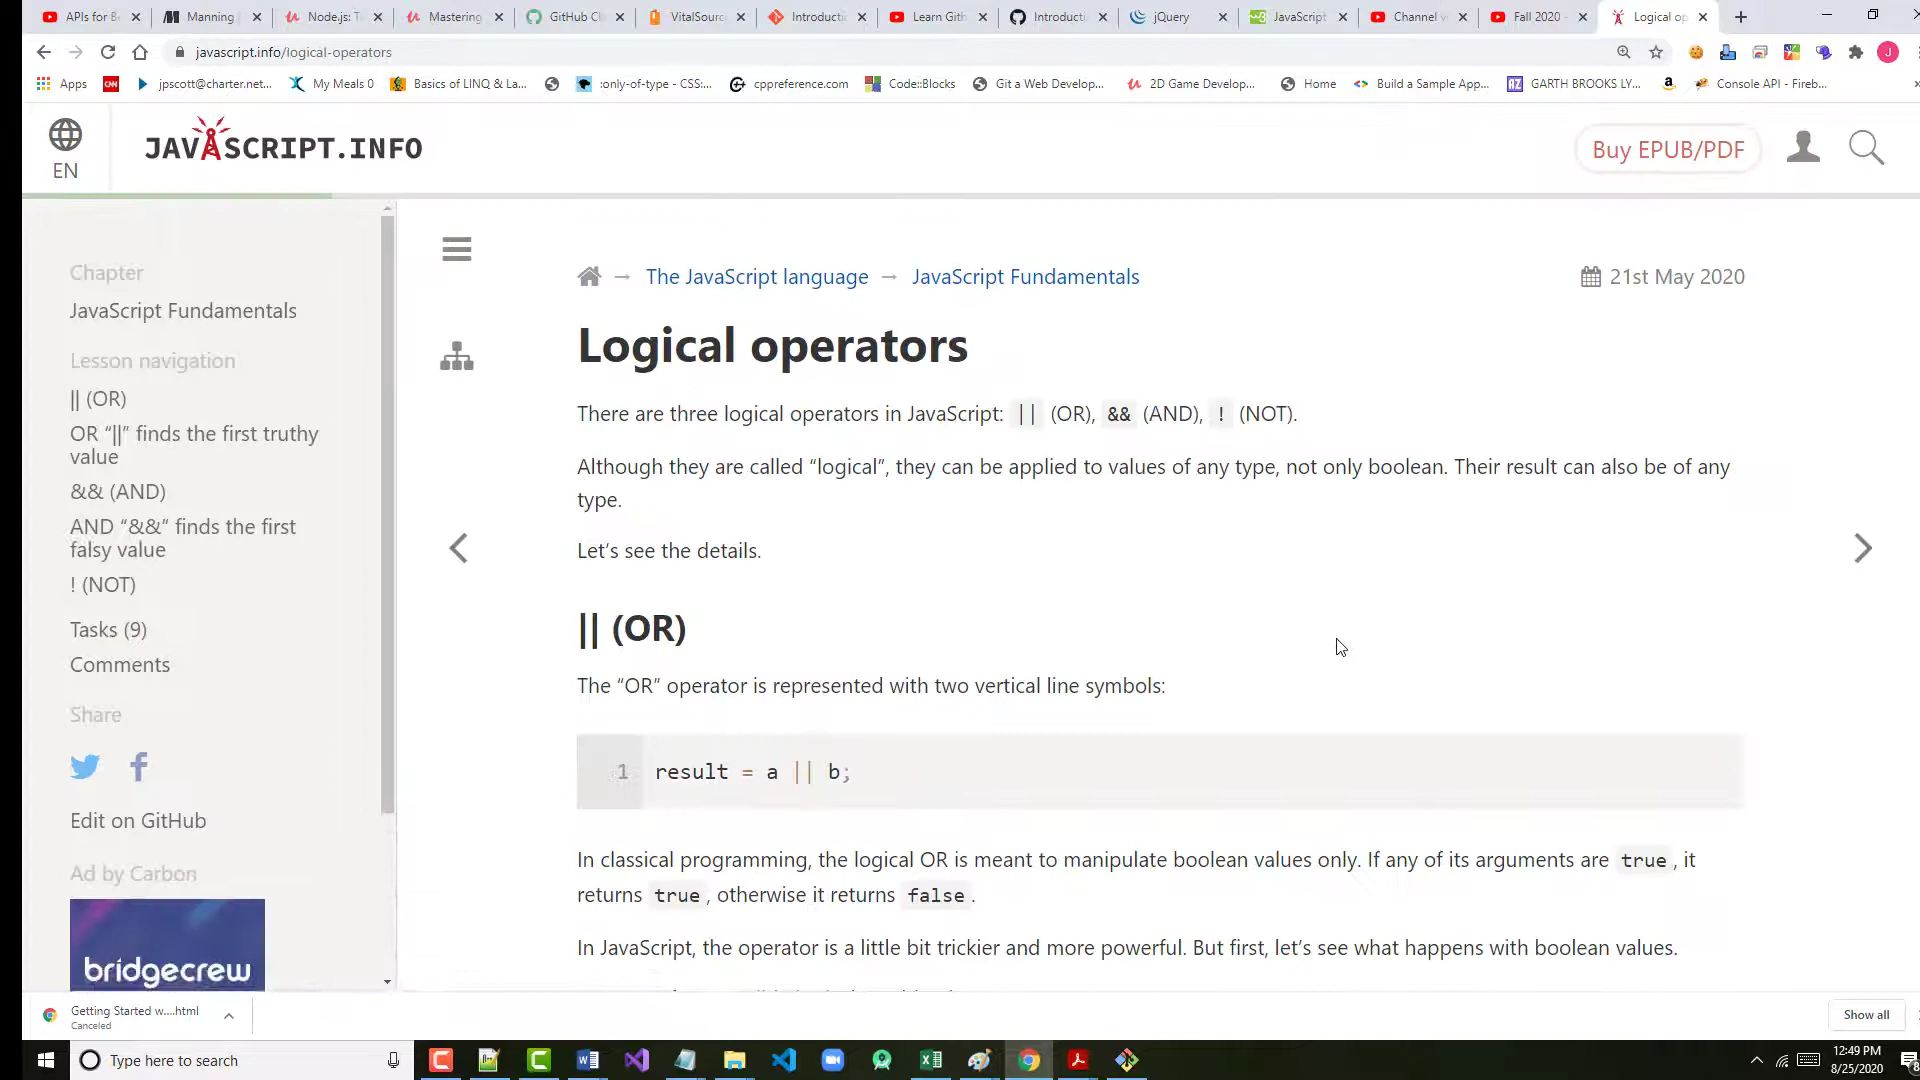 APIs for B
Manning
Node.js: T
Mastering
GitHub Cl
VitalSourc
Introducti
Learn Gith
Introducti
jQuery
JavaScript
Channel v
Fall 2020 -
Logical op
javascript.info/logical-operators
J
Apps
CNN
jpscott@charter.net...
My Meals 0
Basics of LINQ & La...
:only-of-type - CSS:...
cppreference.com
Code::Blocks
Git a Web Develop...
2D Game Develop...
Home
Build a Sample App...
GARTH BROOKS LY...
Console API - Fireb...
EN
JAVASCRIPT.INFO
Buy EPUB/PDF
Chapter
JavaScript Fundamentals
Lesson navigation
|| (OR)
OR “||” finds the first truthy
value
&& (AND)
AND “&&” finds the first
falsy value
! (NOT)
Tasks (9)
Comments
Share
Edit on GitHub
Ad by Carbon
bridgecrew
The JavaScript language → JavaScript Fundamentals
21st May 2020
Logical operators
There are three logical operators in JavaScript: || (OR), && (AND), ! (NOT).
Although they are called “logical”, they can be applied to values of any type, not only boolean. Their result can also be of any
type.
Let’s see the details.
|| (OR)
The “OR” operator is represented with two vertical line symbols:
1 result = a || b;
In classical programming, the logical OR is meant to manipulate boolean values only. If any of its arguments are true, it
returns true, otherwise it returns false.
In JavaScript, the operator is a little bit trickier and more powerful. But first, let’s see what happens with boolean values.
Getting Started w....html
Canceled
Show all
Type here to search
12:49 PM
8/25/2020